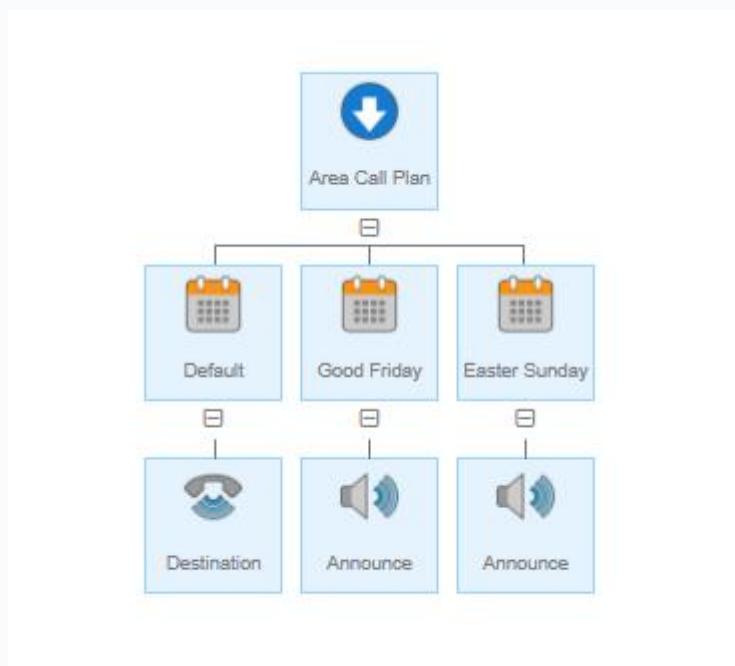 Area Call Plan
Default
Good Friday
Easter Sunday
Destination
Announce
Announce